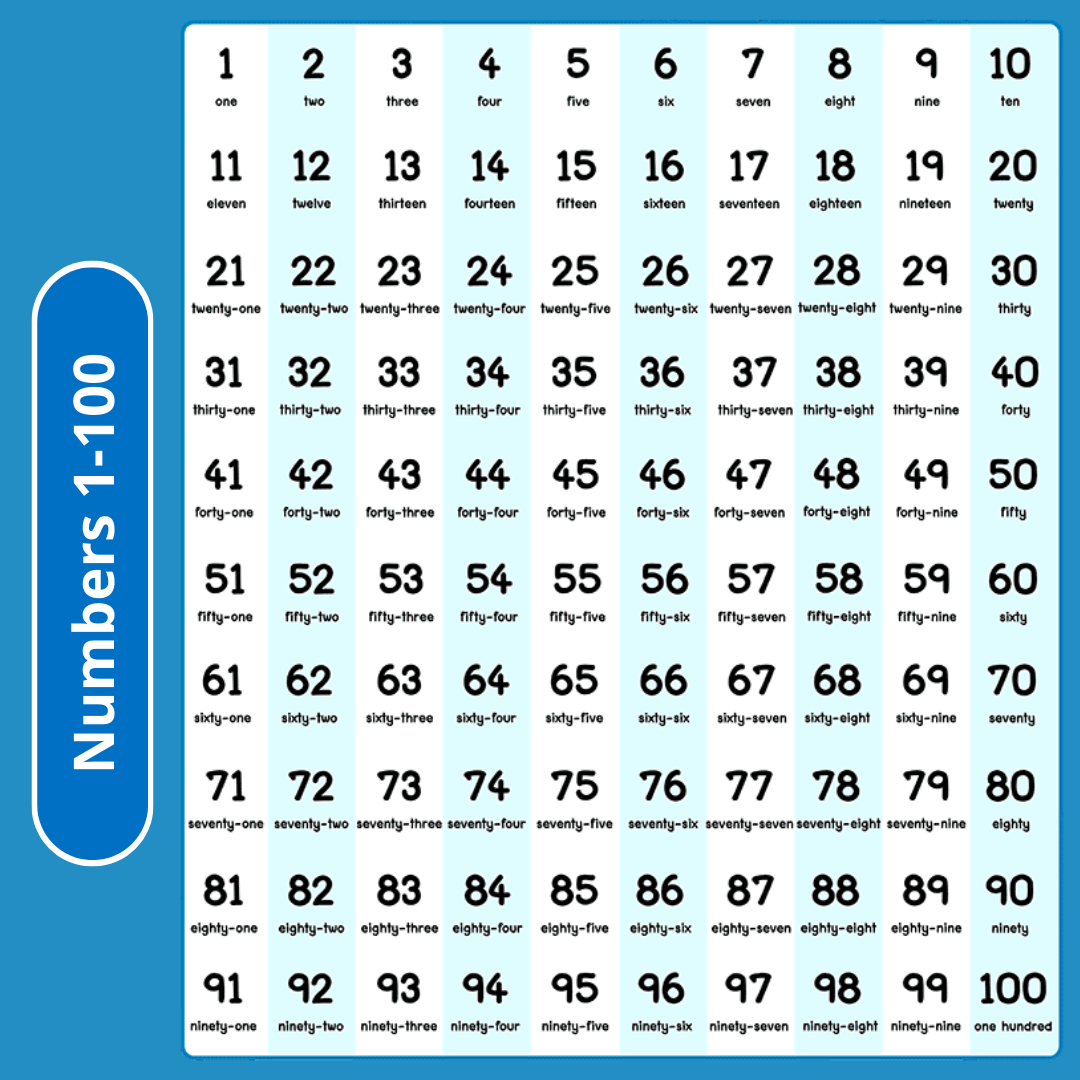 Numbers 1-100
1 2 3 4 5 6 7 8 9 10
one two three four five six seven eight nine ten
11 12 13 14 15 16 17 18 19 20
eleven twelve thirteen fourteen fifteen sixteen seventeen eighteen nineteen twenty
21 22 23 24 25 26 27 28 29 30
twenty-one twenty-two twenty-three twenty-four twenty-five twenty-six twenty-seven twenty-eight twenty-nine thirty
31 32 33 34 35 36 37 38 39 40
thirty-one thirty-two thirty-three thirty-four thirty-five thirty-six thirty-seven thirty-eight thirty-nine forty
41 42 43 44 45 46 47 48 49 50
forty-one forty-two forty-three forty-four forty-five forty-six forty-seven forty-eight forty-nine fifty
51 52 53 54 55 56 57 58 59 60
fifty-one fifty-two fifty-three fifty-four fifty-five fifty-six fifty-seven fifty-eight fifty-nine sixty
61 62 63 64 65 66 67 68 69 70
sixty-one sixty-two sixty-three sixty-four sixty-five sixty-six sixty-seven sixty-eight sixty-nine seventy
71 72 73 74 75 76 77 78 79 80
seventy-one seventy-two seventy-three seventy-four seventy-five seventy-six seventy-seven seventy-eight seventy-nine eighty
81 82 83 84 85 86 87 88 89 90
eighty-one eighty-two eighty-three eighty-four eighty-five eighty-six eighty-seven eighty-eight eighty-nine ninety
91 92 93 94 95 96 97 98 99 100
ninety-one ninety-two ninety-three ninety-four ninety-five ninety-six ninety-seven ninety-eight ninety-nine one hundred